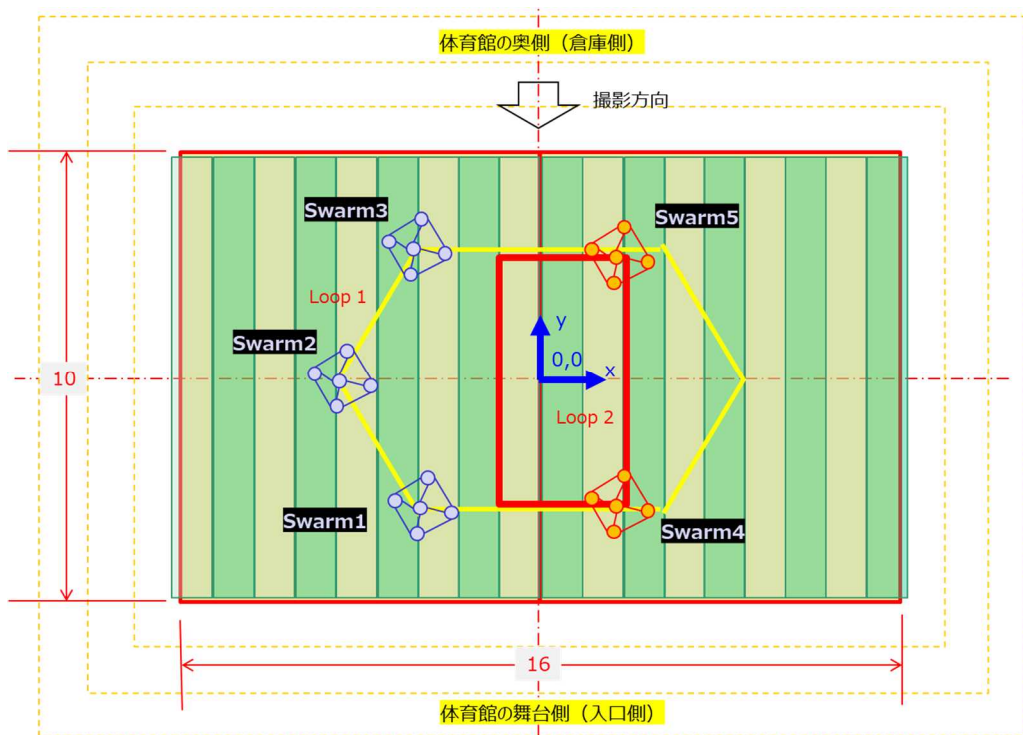 体育館の奥側（倉庫側）
撮影方向
Swarm3
Swarm5
Loop 1
y
Swarm2
0,0
x
10
Loop 2
Swarm1
Swarm4
16
体育館の舞台側（入口側）